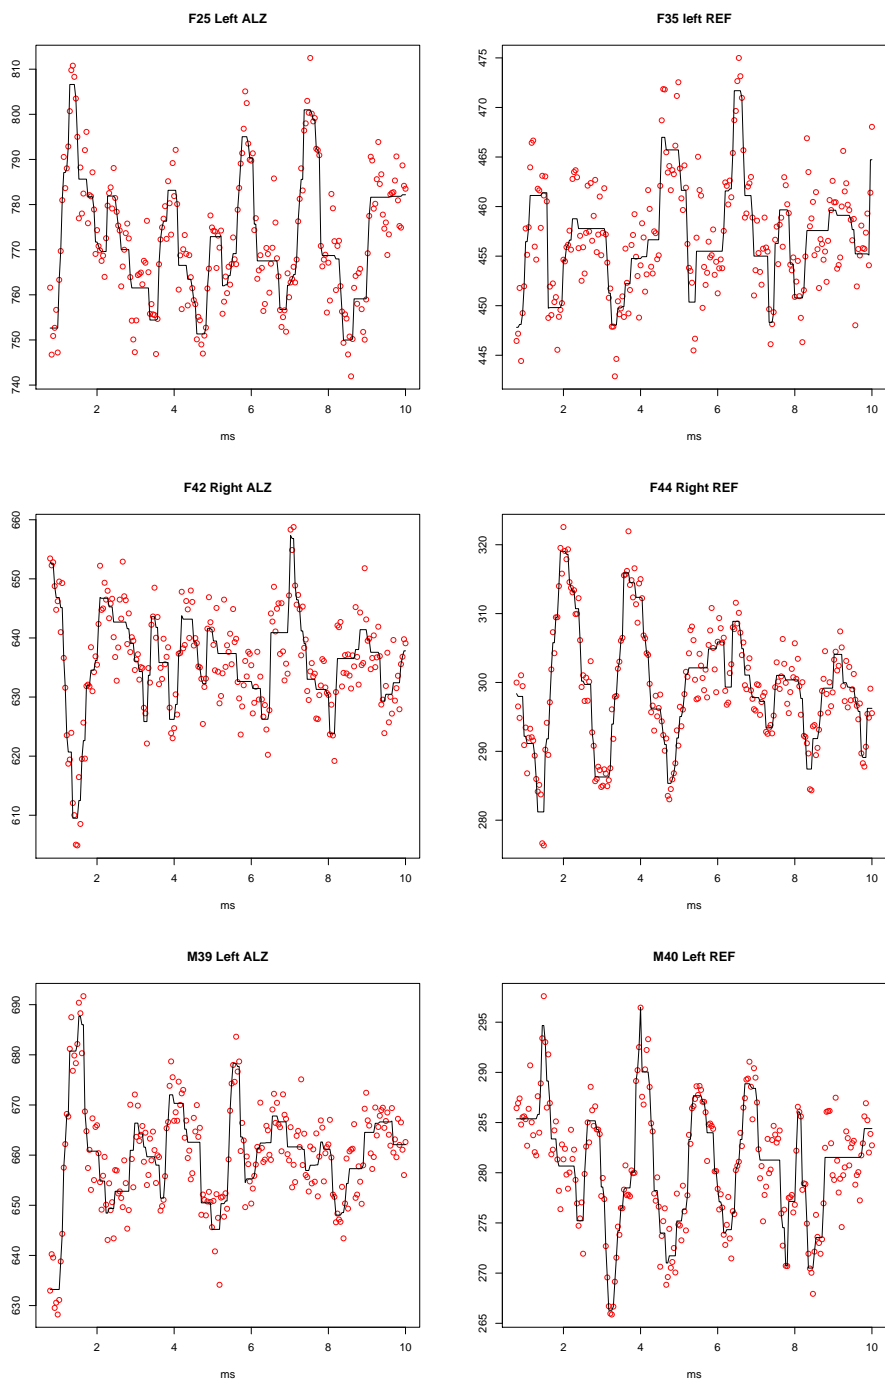 F25 Left ALZ
740 750 760 770 780 790 800 810
2 4 6 8 10
ms
F35 left REF
445 450 455 460 465 470 475
2 4 6 8 10
ms
F42 Right ALZ
610 620 630 640 650 660
2 4 6 8 10
ms
F44 Right REF
280 290 300 310 320
2 4 6 8 10
ms
M39 Left ALZ
630 640 650 660 670 680 690
2 4 6 8 10
ms
M40 Left REF
265 270 275 280 285 290 295
2 4 6 8 10
ms